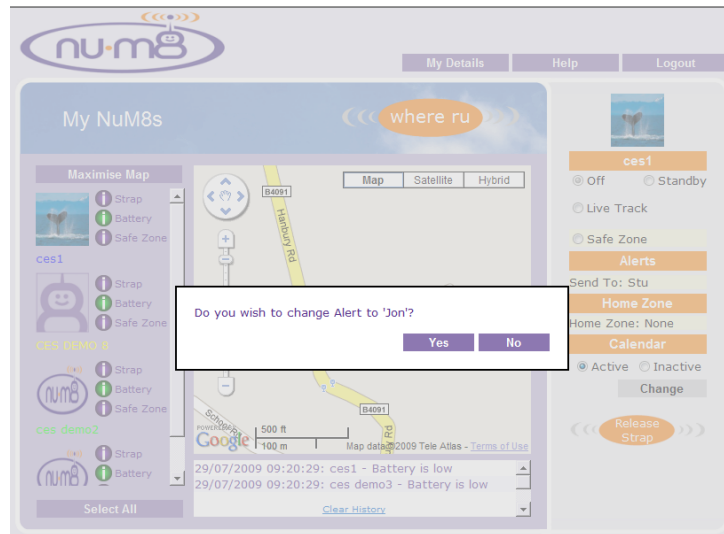 nu·m8
My Details Help Logout
My NuM8s
where ru
Maximise Map
Strap
Battery
Safe Zone
ces1
Strap
Battery
Safe Zone
CES DEMO 8
Strap
Battery
Safe Zone
ces demo2
Strap
Battery
Select All
Map Satellite Hybrid
B4091
Hanbury Rd
Do you wish to change Alert to 'Jon'?
Yes No
B4091
500 ft
100 m
POWERED BY
Google
Map data ©2009 Tele Atlas - Terms of Use
29/07/2009 09:20:29: ces1 - Battery is low
29/07/2009 09:20:29: ces demo3 - Battery is low
Clear History
ces1
Off Standby
Live Track
Safe Zone
Alerts
Send To: Stu
Home Zone
Home Zone: None
Calendar
Active Inactive
Change
Release
Strap